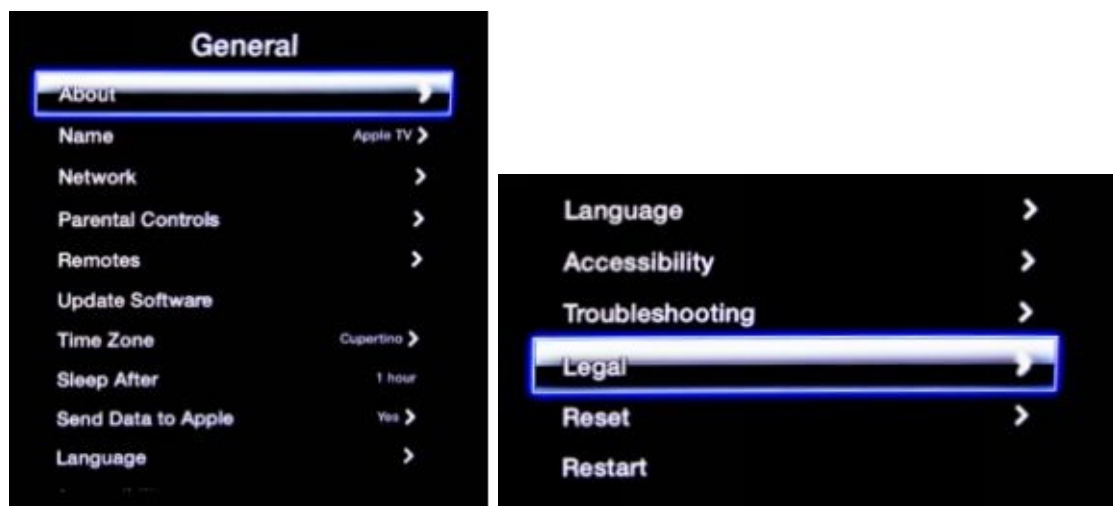 General
About
Name Apple TV
Network
Parental Controls
Remotes
Update Software
Time Zone Cupertino
Sleep After 1 hour
Send Data to Apple Yes
Language
Language
Accessibility
Troubleshooting
Legal
Reset
Restart